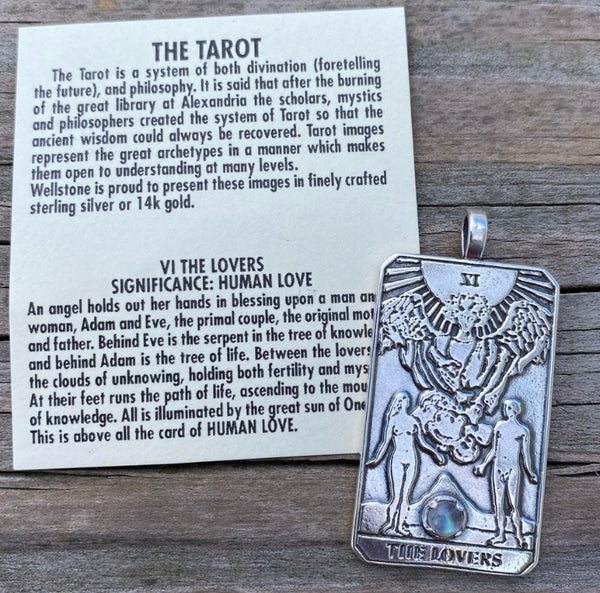 THE TAROT
The Tarot is a system of both divination (foretelling
the future), and philosophy. It is said that after the burning
of the great library at Alexandria the scholars, mystics
and philosophers created the system of Tarot so that the
ancient wisdom could always be recovered. Tarot images
represent the great archetypes in a manner which makes
them open to understanding at many levels.
Wellstone is proud to present these images in finely crafted
sterling silver or 14k gold.
VI THE LOVERS
SIGNIFICANCE: HUMAN LOVE
An angel holds out her hands in blessing upon a man an
woman, Adam and Eve, the primal couple, the original mot
and father. Behind Eve is the serpent in the tree of knowle
and behind Adam is the tree of life. Between the lovers
the clouds of unknowing, holding both fertility and mys
At their feet runs the path of life, ascending to the mou
of knowledge. All is illuminated by the great sun of One
This is above all the card of HUMAN LOVE.
VI
THE LOVERS